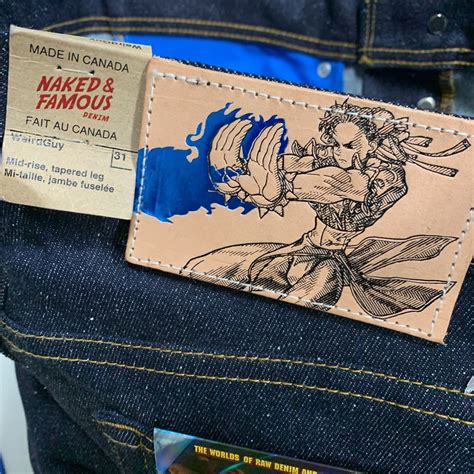 MADE IN CANADA
NAKED &
FAMOUS
DENIM
FAIT AU CANADA
WeirdGuy
31
Mid-rise, tapered leg
Mi-taille, jambe fuselée
THE WORLDS OF RAW DENIM AND